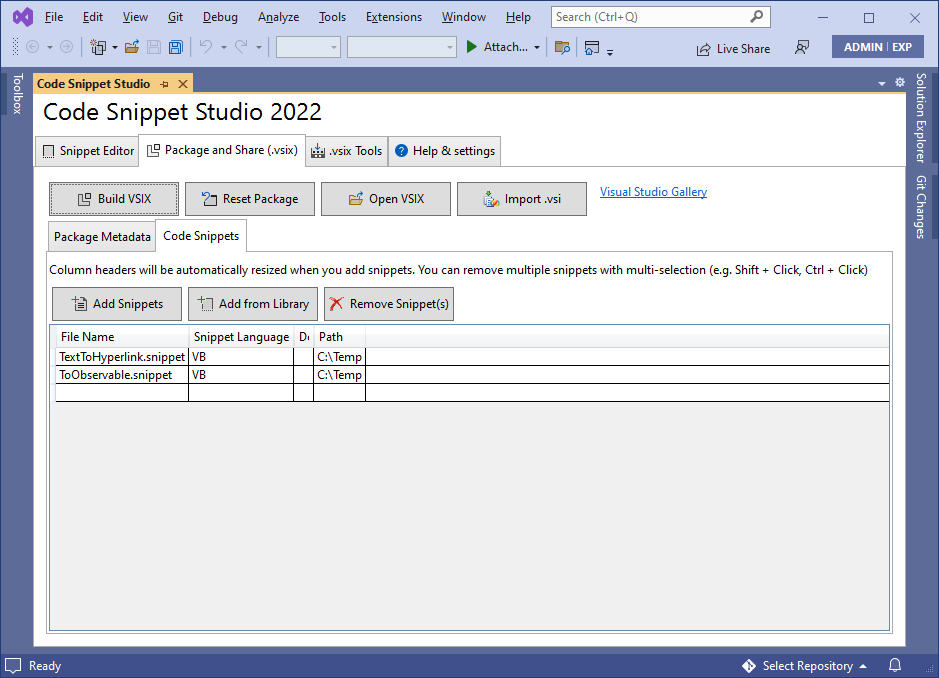 File Edit View Git Debug Analyze Tools Extensions Window Help Search (Ctrl+Q)
Attach... Live Share ADMIN EXP
Toolbox
Code Snippet Studio
Solution Explorer
Git Changes
Code Snippet Studio 2022
Snippet Editor Package and Share (.vsix) .vsix Tools Help & settings
Build VSIX Reset Package Open VSIX Import .vsi Visual Studio Gallery
Package Metadata Code Snippets
Column headers will be automatically resized when you add snippets. You can remove multiple snippets with multi-selection (e.g. Shift + Click, Ctrl + Click)
Add Snippets Add from Library Remove Snippet(s)
File Name Snippet Language Path
TextToHyperlink.snippet VB C:\Temp
ToObservable.snippet VB C:\Temp
Ready Select Repository